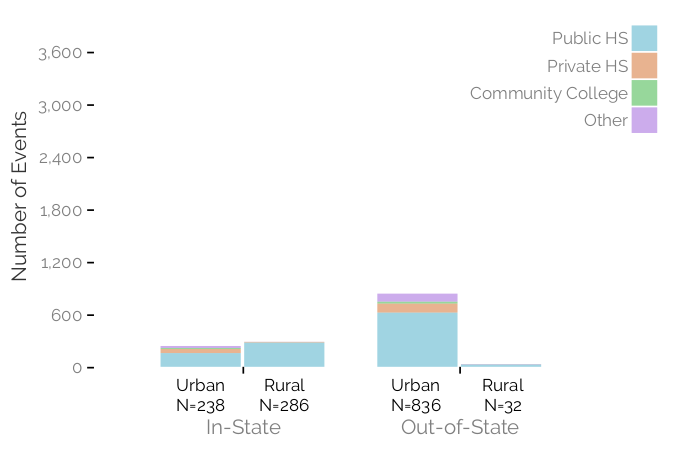 Public HS
Private HS
Community College
Other
Number of Events
3,600
3,000
2,400
1,800
1,200
600
0
Urban Rural Urban Rural
N=238 N=286 N=836 N=32
In-State Out-of-State